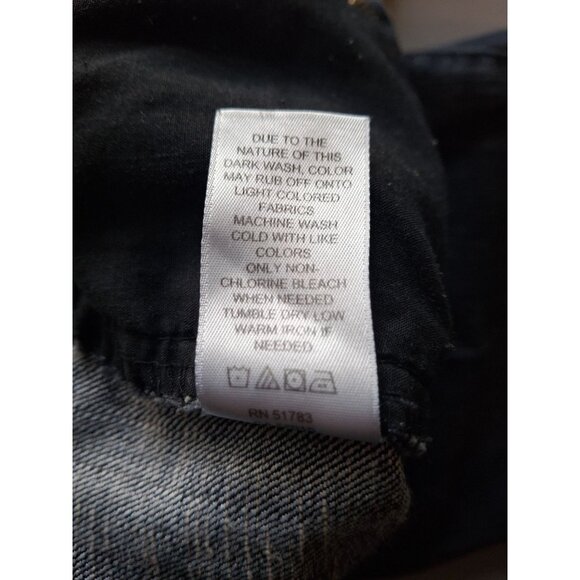 DUE TO THE
NATURE OF THIS
DARK WASH, COLOR
MAY RUB OFF ONTO
LIGHT COLORED
FABRICS
MACHINE WASH
COLD WITH LIKE
COLORS
ONLY NON-
CHLORINE BLEACH
WHEN NEEDED
TUMBLE DRY LOW
WARM IRON IF
NEEDED
RN 51783